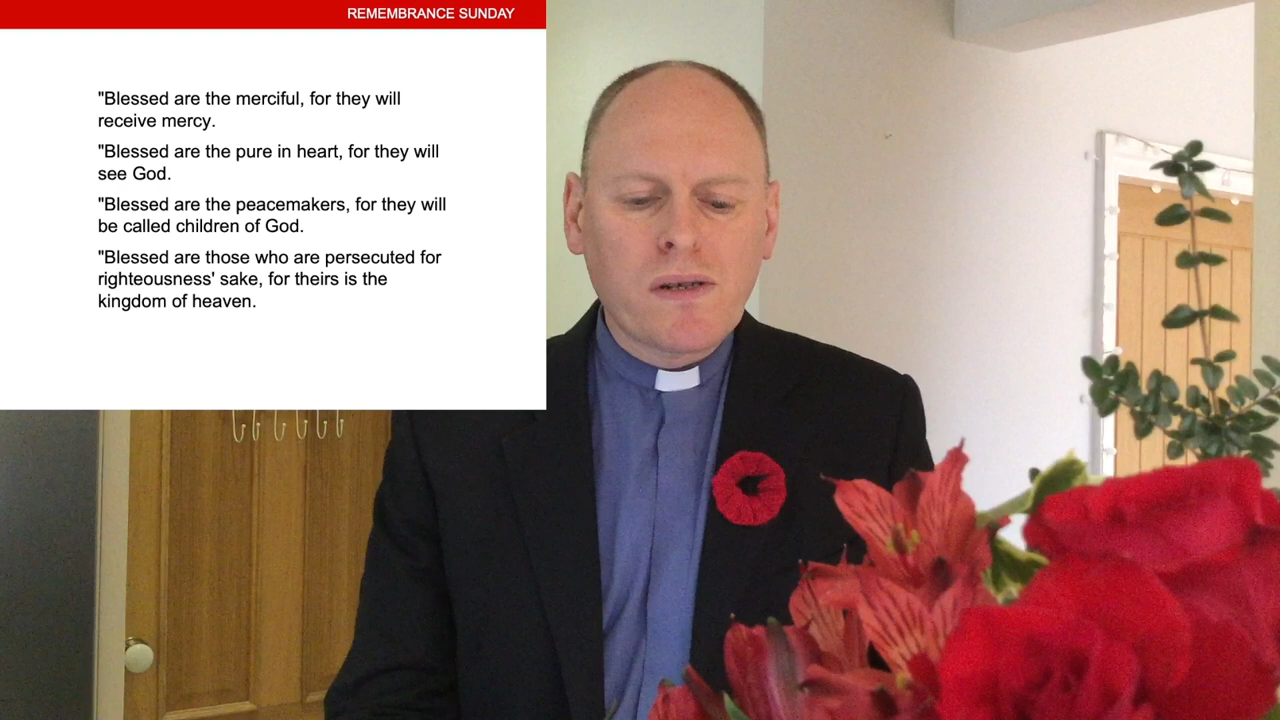 REMEMBRANCE SUNDAY
"Blessed are the merciful, for they will
receive mercy.
"Blessed are the pure in heart, for they will
see God.
"Blessed are the peacemakers, for they will
be called children of God.
"Blessed are those who are persecuted for
righteousness' sake, for theirs is the
kingdom of heaven.